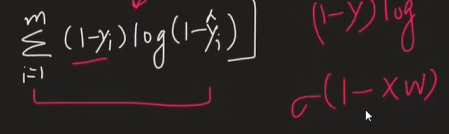 m
∑ (1-yᵢ) log(1-ŷᵢ) ]
i=1
(1-y) log
σ(1-XW)